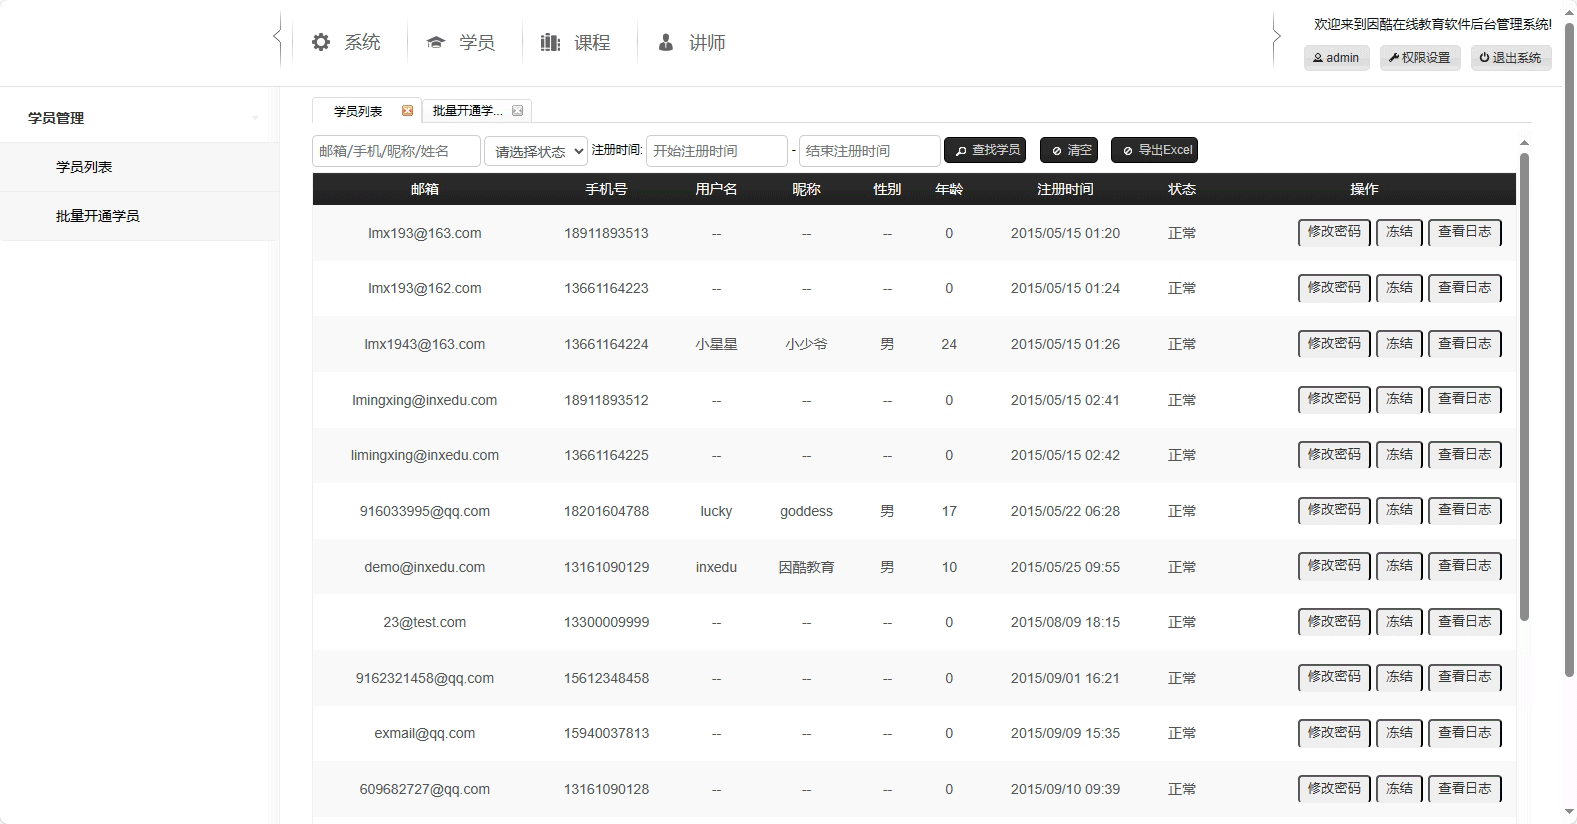 系统 学员 课程 讲师
欢迎来到因酷在线教育软件后台管理系统!
admin 权限设置 退出系统
学员管理
学员列表
批量开通学员
学员列表 批量开通学...
邮箱/手机/昵称/姓名 请选择状态 注册时间: 开始注册时间 - 结束注册时间 查找学员 清空 导出Excel
邮箱 手机号 用户名 昵称 性别 年龄 注册时间 状态 操作
lmx193@163.com 18911893513 -- -- -- 0 2015/05/15 01:20 正常 修改密码 冻结 查看日志
lmx193@162.com 13661164223 -- -- -- 0 2015/05/15 01:24 正常 修改密码 冻结 查看日志
lmx1943@163.com 13661164224 小星星 小少爷 男 24 2015/05/15 01:26 正常 修改密码 冻结 查看日志
lmingxing@inxedu.com 18911893512 -- -- -- 0 2015/05/15 02:41 正常 修改密码 冻结 查看日志
limingxing@inxedu.com 13661164225 -- -- -- 0 2015/05/15 02:42 正常 修改密码 冻结 查看日志
916033995@qq.com 18201604788 lucky goddess 男 17 2015/05/22 06:28 正常 修改密码 冻结 查看日志
demo@inxedu.com 13161090129 inxedu 因酷教育 男 10 2015/05/25 09:55 正常 修改密码 冻结 查看日志
23@test.com 13300009999 -- -- -- 0 2015/08/09 18:15 正常 修改密码 冻结 查看日志
9162321458@qq.com 15612348458 -- -- -- 0 2015/09/01 16:21 正常 修改密码 冻结 查看日志
exmail@qq.com 15940037813 -- -- -- 0 2015/09/09 15:35 正常 修改密码 冻结 查看日志
609682727@qq.com 13161090128 -- -- -- 0 2015/09/10 09:39 正常 修改密码 冻结 查看日志